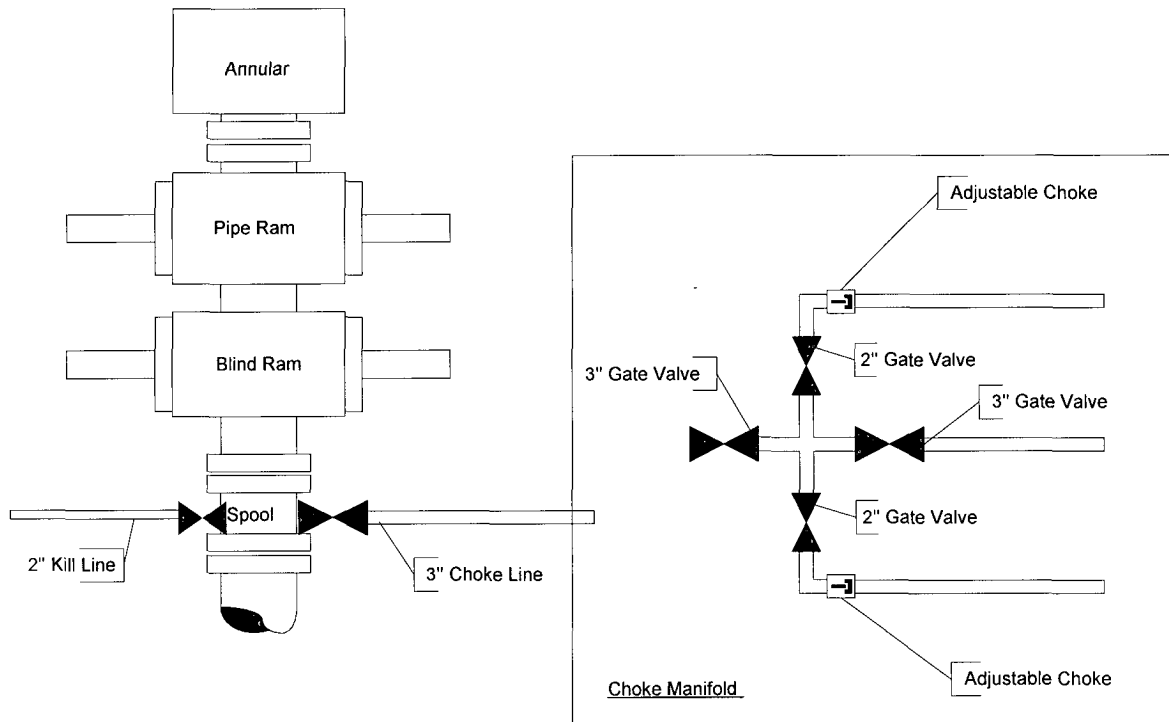 Annular
Pipe Ram
Blind Ram
Spool
2" Kill Line
3" Choke Line
Adjustable Choke
2" Gate Valve
3" Gate Valve
3" Gate Valve
2" Gate Valve
Adjustable Choke
Choke Manifold